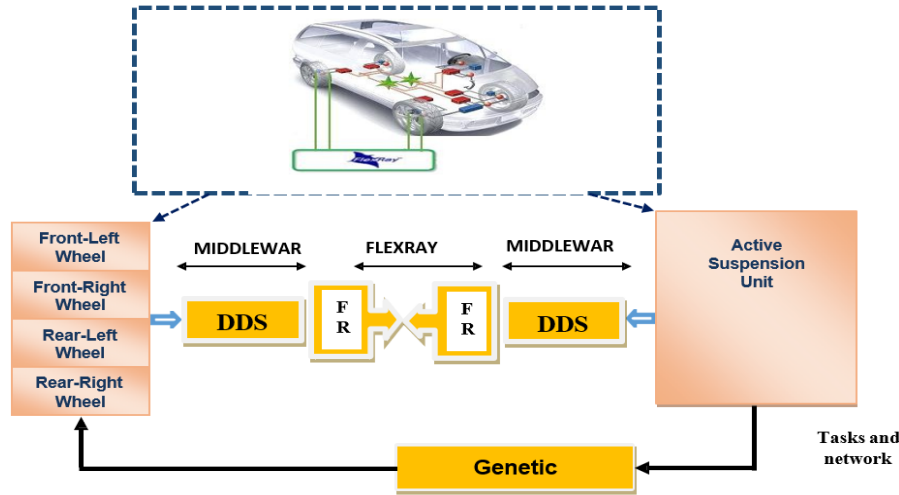 FlexRay
Front-Left
Wheel
Front-Right
Wheel
Rear-Left
Wheel
Rear-Right
Wheel
MIDDLEWAR
FLEXRAY
MIDDLEWAR
DDS
F
R
F
R
DDS
Active
Suspension
Unit
Genetic
Tasks and
network